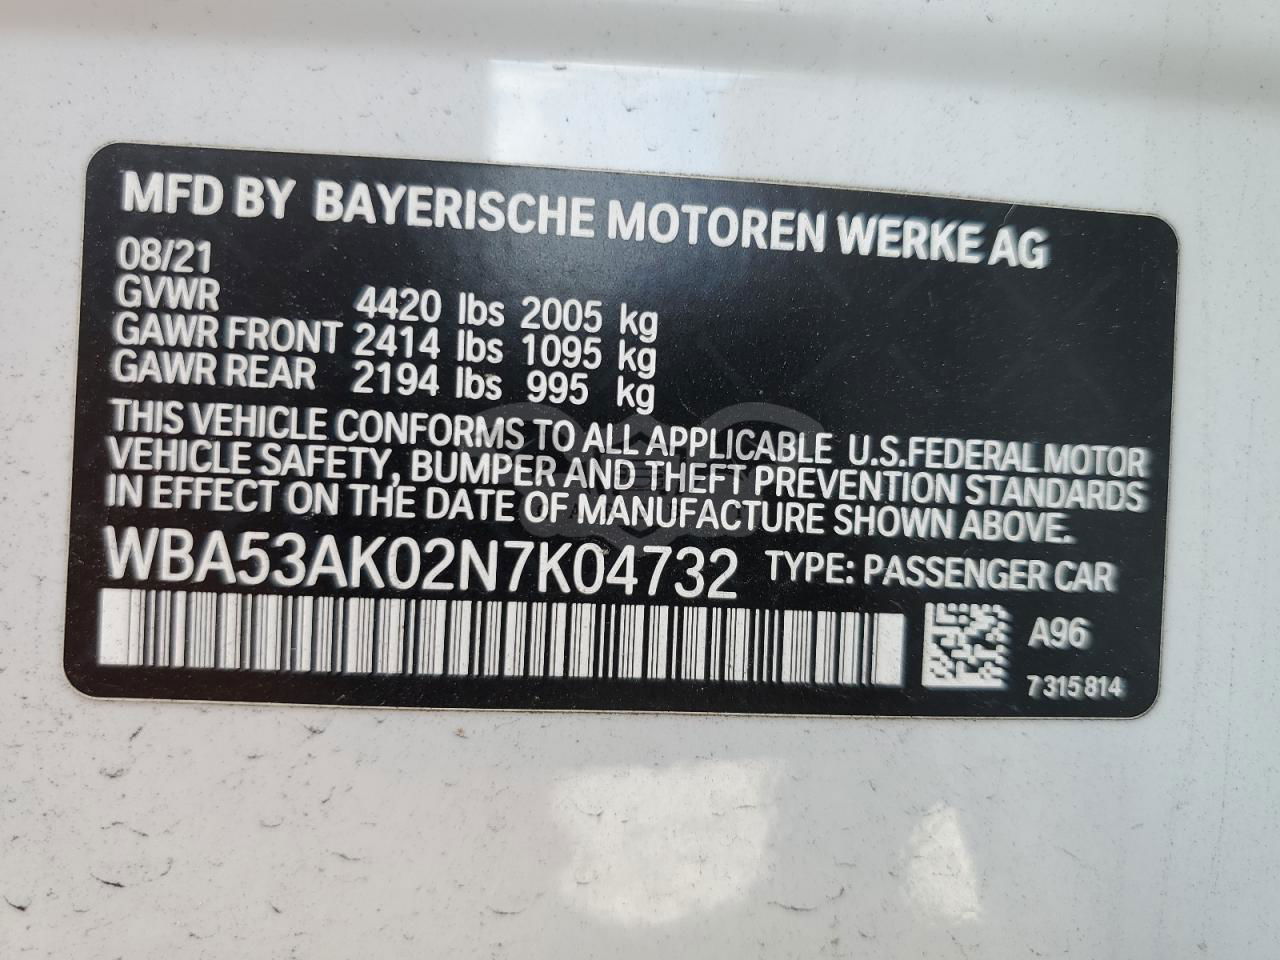 MFD BY BAYERISCHE MOTOREN WERKE AG
08/21
GVWR 4420 lbs 2005 kg
GAWR FRONT 2414 lbs 1095 kg
GAWR REAR 2194 lbs 995 kg
THIS VEHICLE CONFORMS TO ALL APPLICABLE U.S.FEDERAL MOTOR
VEHICLE SAFETY, BUMPER AND THEFT PREVENTION STANDARDS
IN EFFECT ON THE DATE OF MANUFACTURE SHOWN ABOVE.
WBA53AK02N7K04732 TYPE: PASSENGER CAR
A96
7 315 814